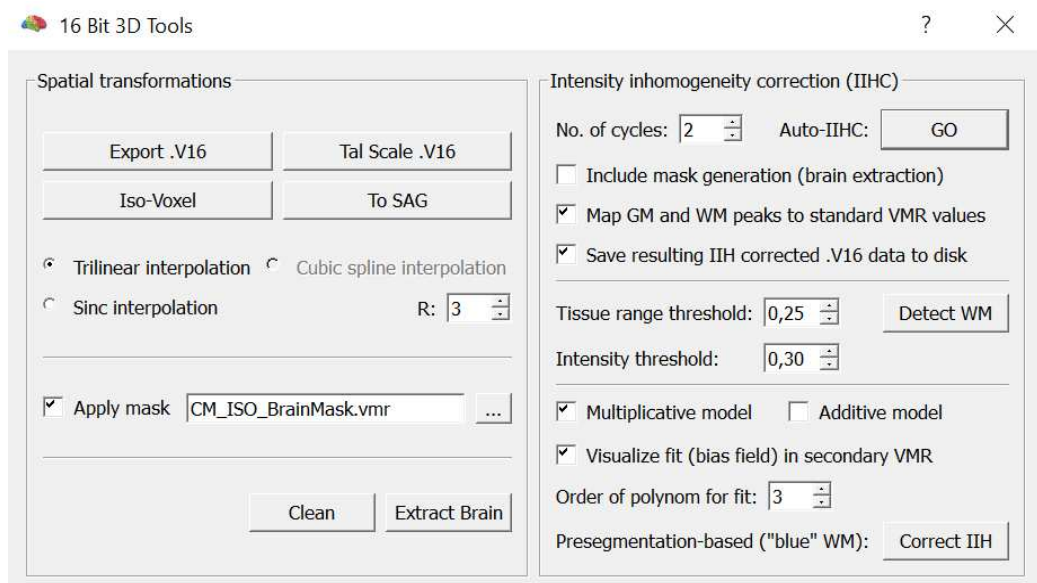 16 Bit 3D Tools ?
Spatial transformations
Export .V16 Tal Scale .V16
Iso-Voxel To SAG
Trilinear interpolation Cubic spline interpolation
Sinc interpolation R: 3
Apply mask CM_ISO_BrainMask.vmr ...
Clean Extract Brain
Intensity inhomogeneity correction (IIHC)
No. of cycles: 2 Auto-IIHC: GO
Include mask generation (brain extraction)
Map GM and WM peaks to standard VMR values
Save resulting IIH corrected .V16 data to disk
Tissue range threshold: 0,25 Detect WM
Intensity threshold: 0,30
Multiplicative model Additive model
Visualize fit (bias field) in secondary VMR
Order of polynom for fit: 3
Presegmentation-based ("blue" WM): Correct IIH